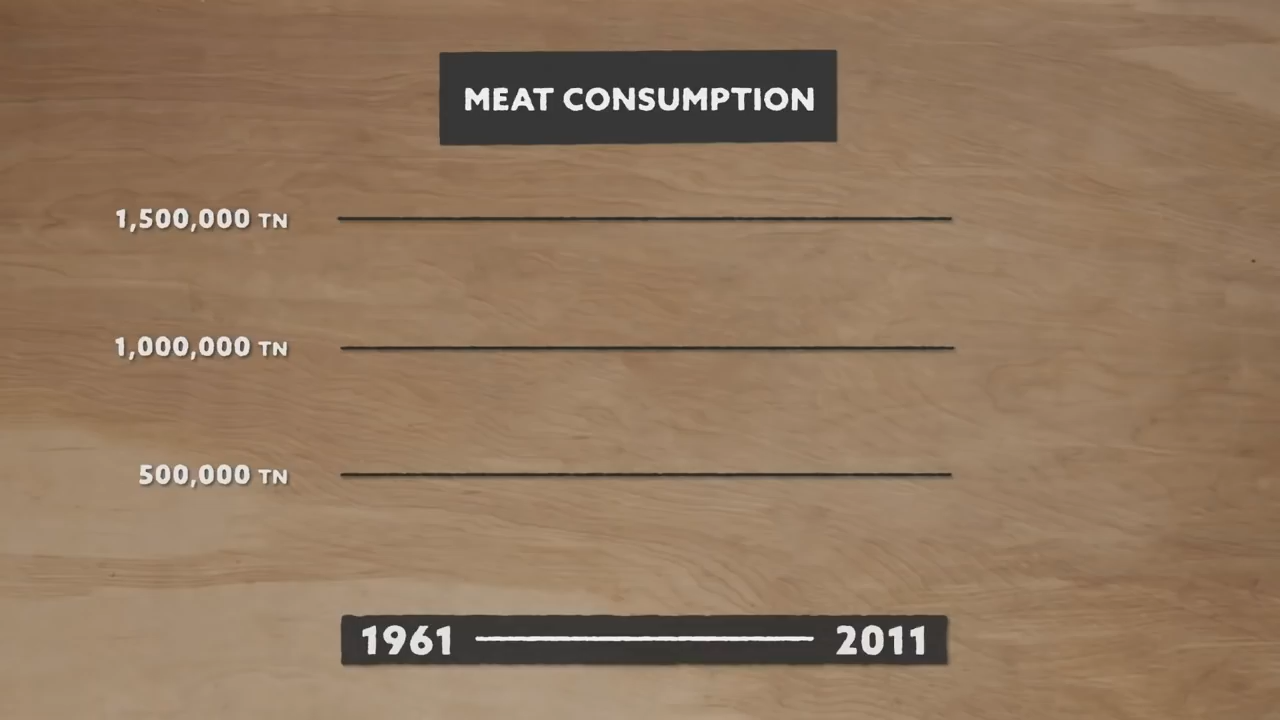 MEAT CONSUMPTION
1,500,000 TN
1,000,000 TN
500,000 TN
1961 2011